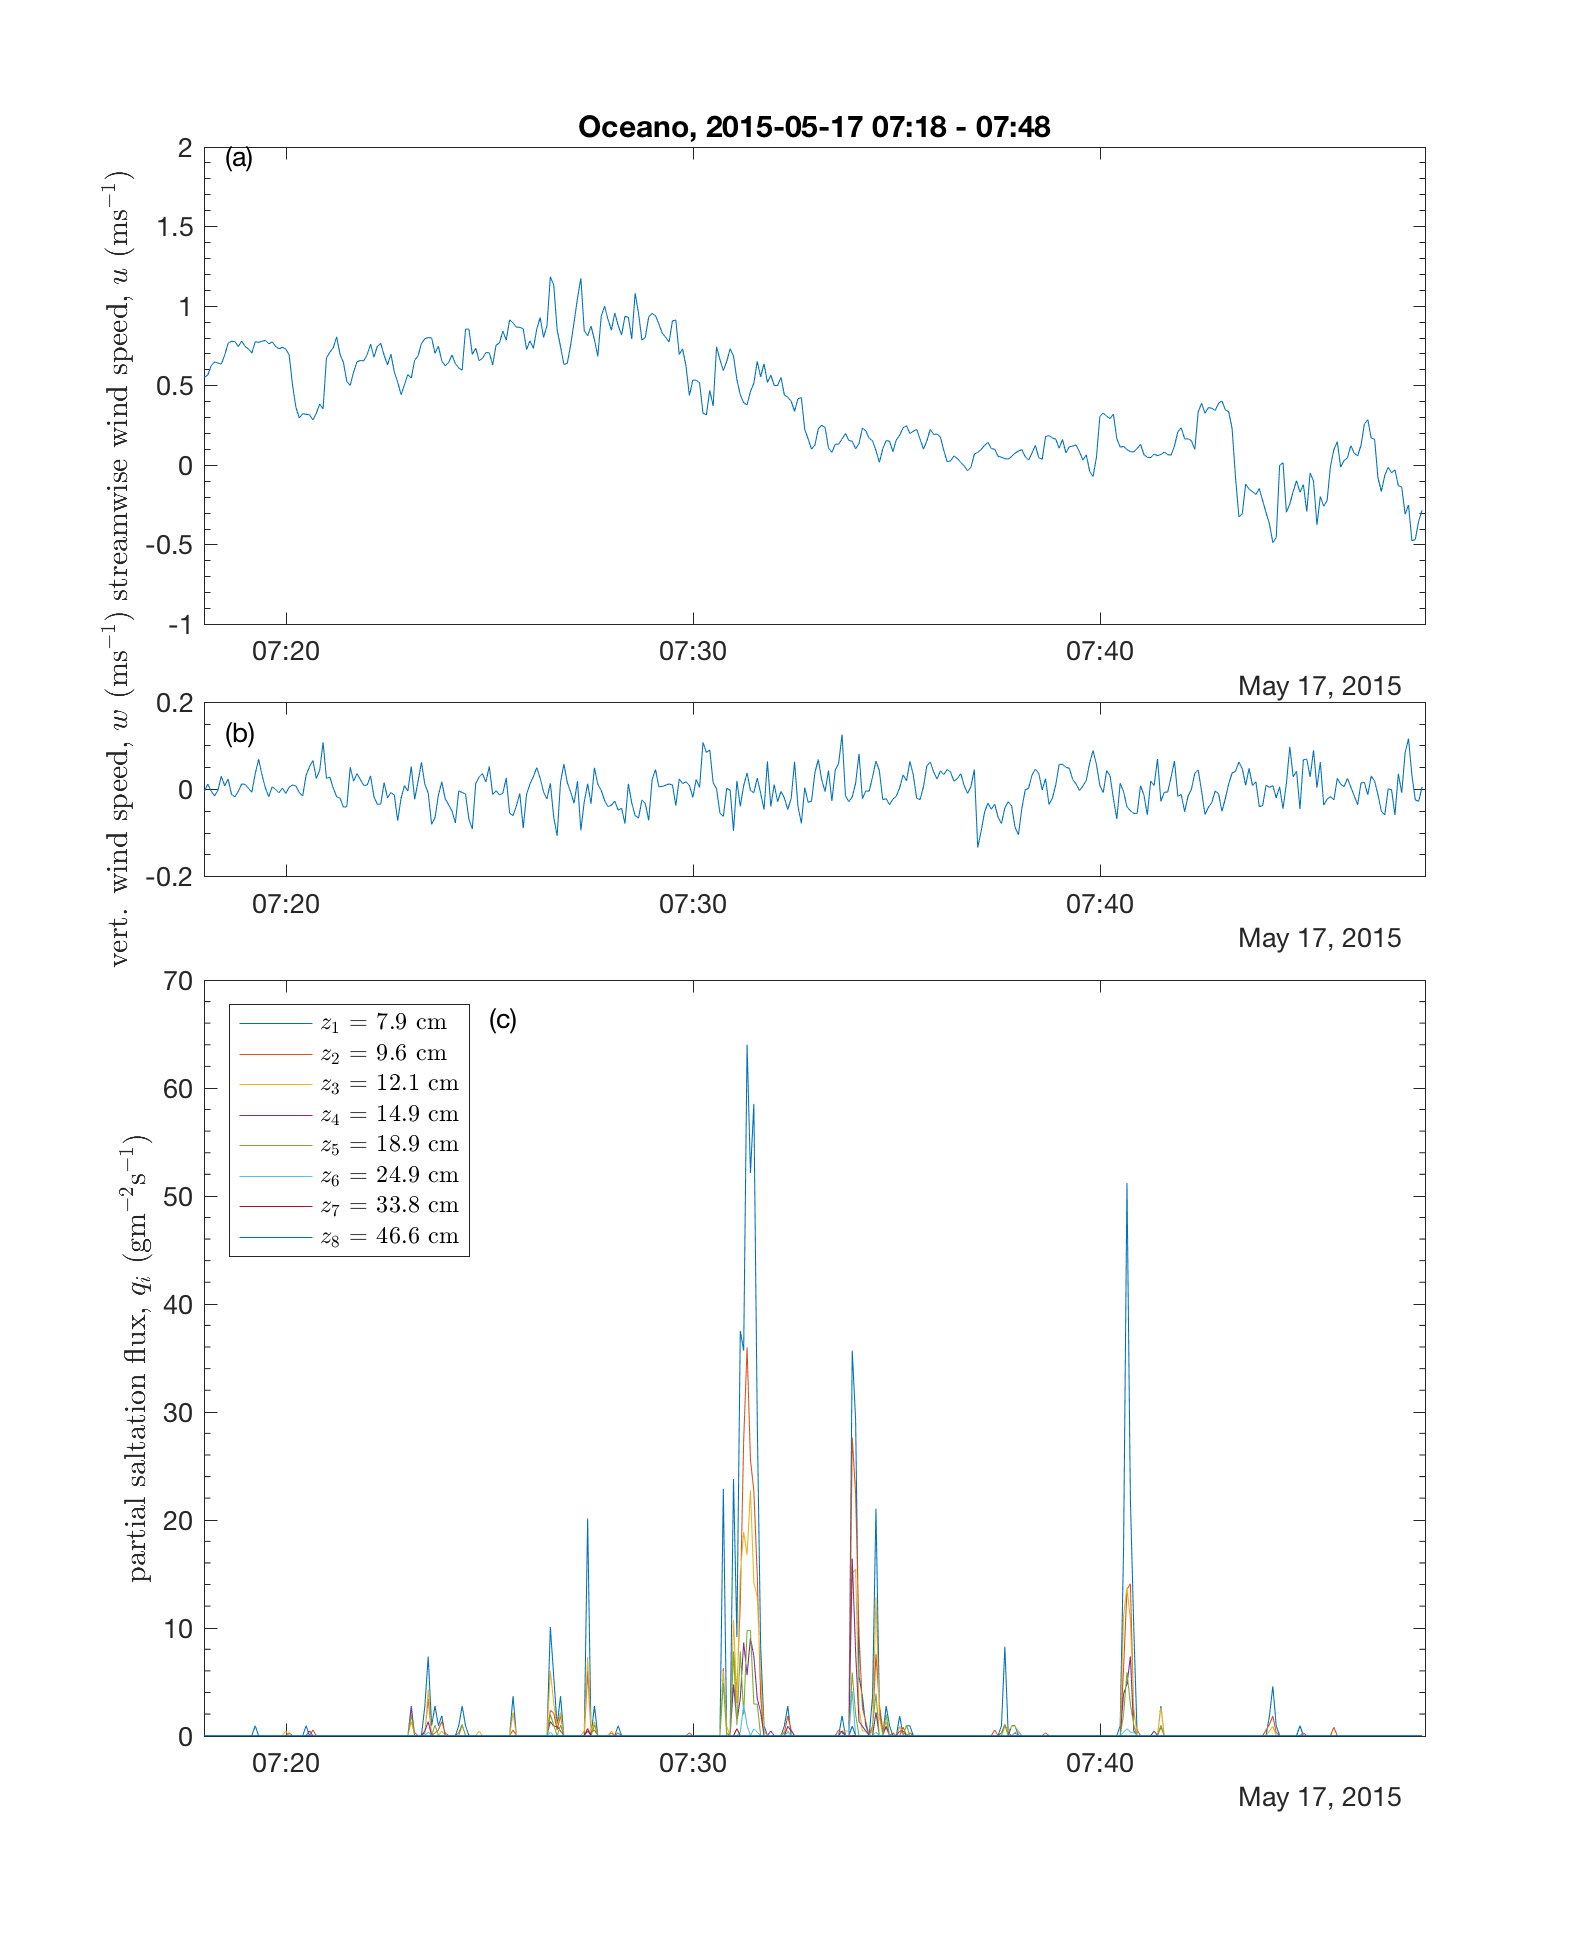 Oceano, 2015-05-17 07:18 - 07:48
(a)
streamwise wind speed, u (ms⁻¹)
2
1.5
1
0.5
0
-0.5
-1
07:20 07:30 07:40
May 17, 2015
(b)
vert. wind speed, w (ms⁻¹)
0.2
0
-0.2
07:20 07:30 07:40
May 17, 2015
(c)
partial saltation flux, qᵢ (gm⁻²s⁻¹)
70
60
50
40
30
20
10
0
z₁ = 7.9 cm
z₂ = 9.6 cm
z₃ = 12.1 cm
z₄ = 14.9 cm
z₅ = 18.9 cm
z₆ = 24.9 cm
z₇ = 33.8 cm
z₈ = 46.6 cm
07:20 07:30 07:40
May 17, 2015